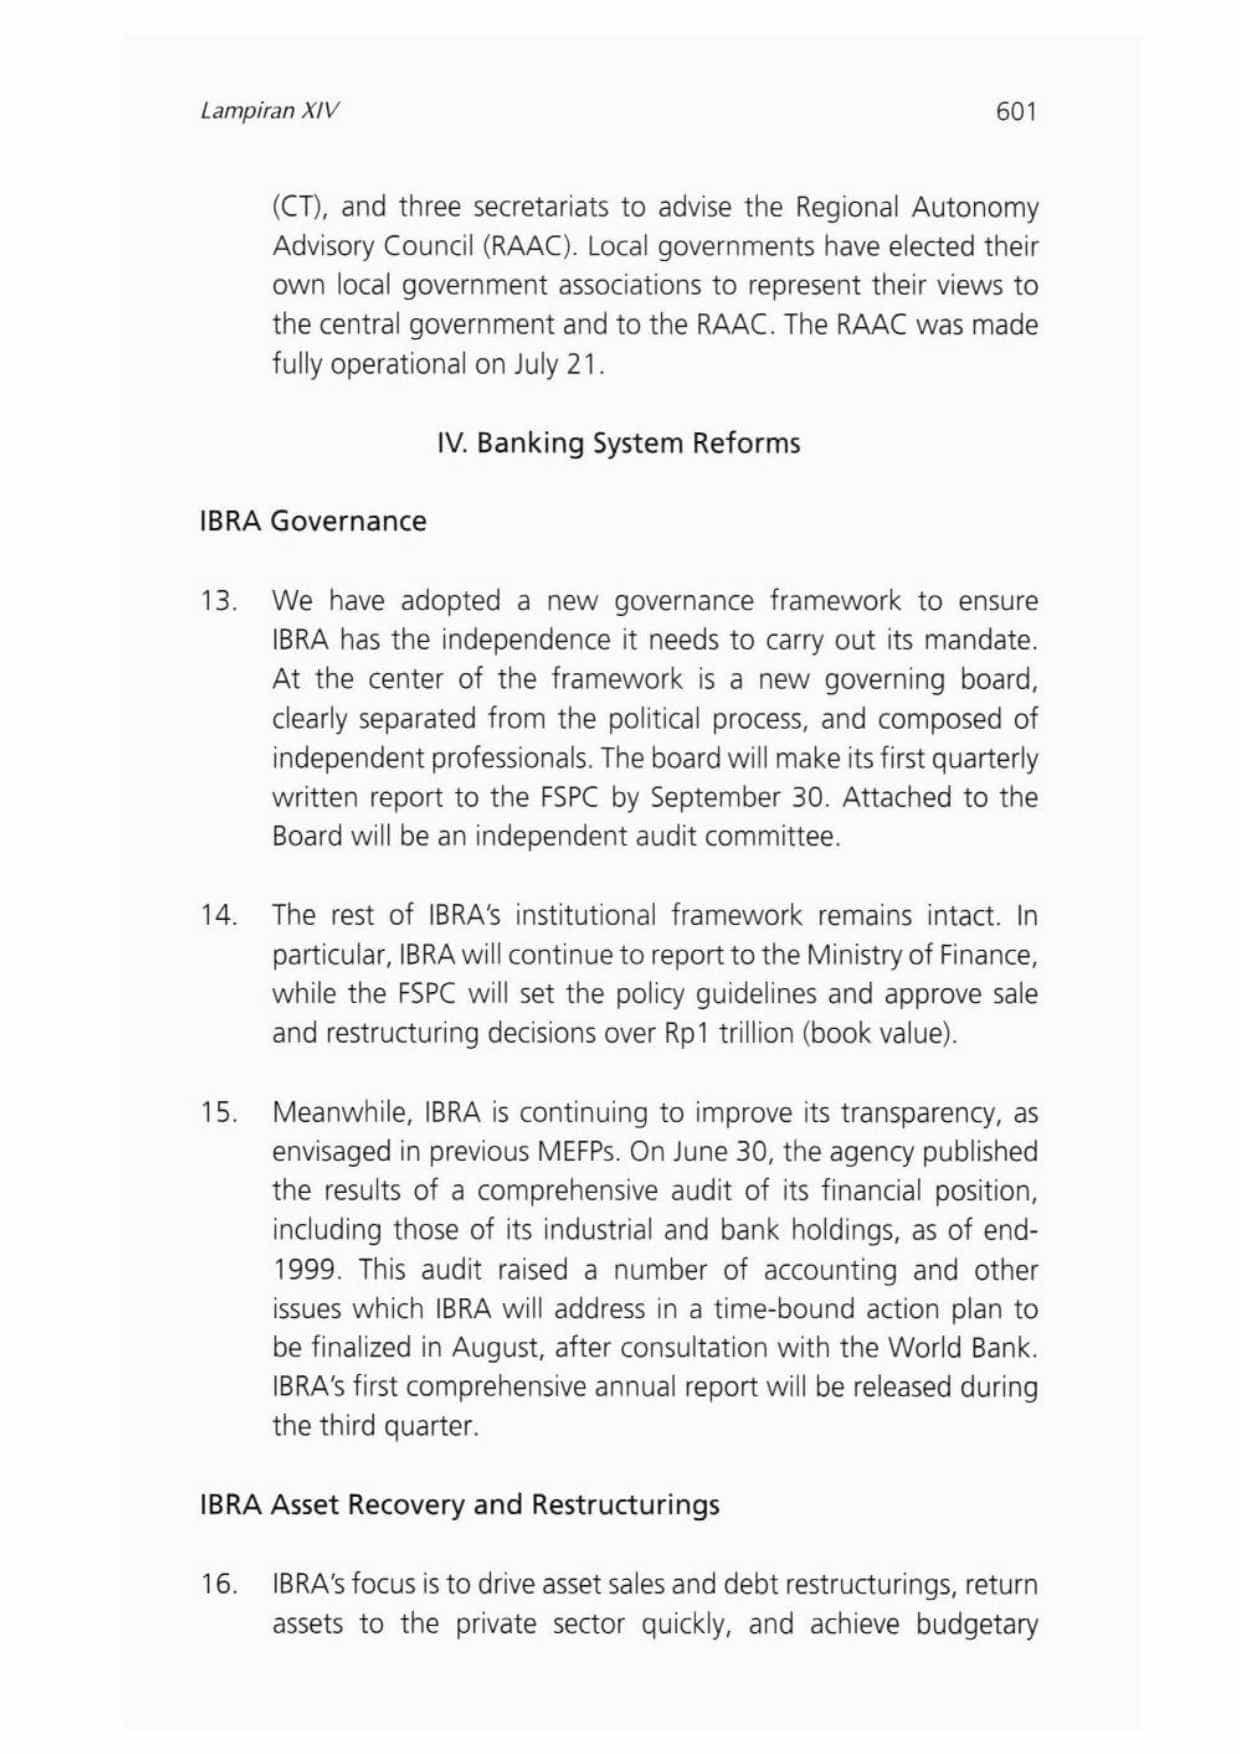 Lampiran XIV 601
(CT), and three secretariats to advise the Regional Autonomy
Advisory Council (RAAC). Local governments have elected their
own local government associations to represent their views to
the central government and to the RAAC. The RAAC was made
fully operational on July 21.
IV. Banking System Reforms
IBRA Governance
13. We have adopted a new governance framework to ensure
IBRA has the independence it needs to carry out its mandate.
At the center of the framework is a new governing board,
clearly separated from the political process, and composed of
independent professionals. The board will make its first quarterly
written report to the FSPC by September 30. Attached to the
Board will be an independent audit committee.
14. The rest of IBRA's institutional framework remains intact. In
particular, IBRA will continue to report to the Ministry of Finance,
while the FSPC will set the policy guidelines and approve sale
and restructuring decisions over Rp1 trillion (book value).
15. Meanwhile, IBRA is continuing to improve its transparency, as
envisaged in previous MEFPs. On June 30, the agency published
the results of a comprehensive audit of its financial position,
including those of its industrial and bank holdings, as of end-
1999. This audit raised a number of accounting and other
issues which IBRA will address in a time-bound action plan to
be finalized in August, after consultation with the World Bank.
IBRA's first comprehensive annual report will be released during
the third quarter.
IBRA Asset Recovery and Restructurings
16. IBRA's focus is to drive asset sales and debt restructurings, return
assets to the private sector quickly, and achieve budgetary